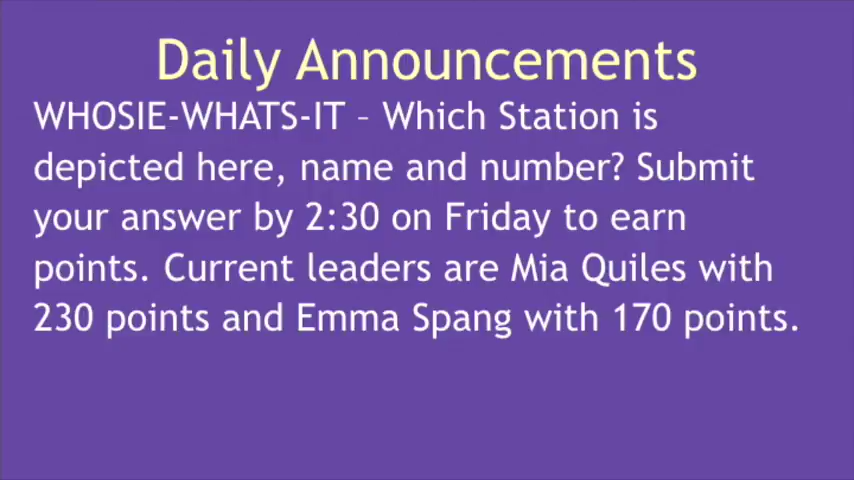 Daily Announcements
WHOSIE-WHATS-IT – Which Station is
depicted here, name and number? Submit
your answer by 2:30 on Friday to earn
points. Current leaders are Mia Quiles with
230 points and Emma Spang with 170 points.